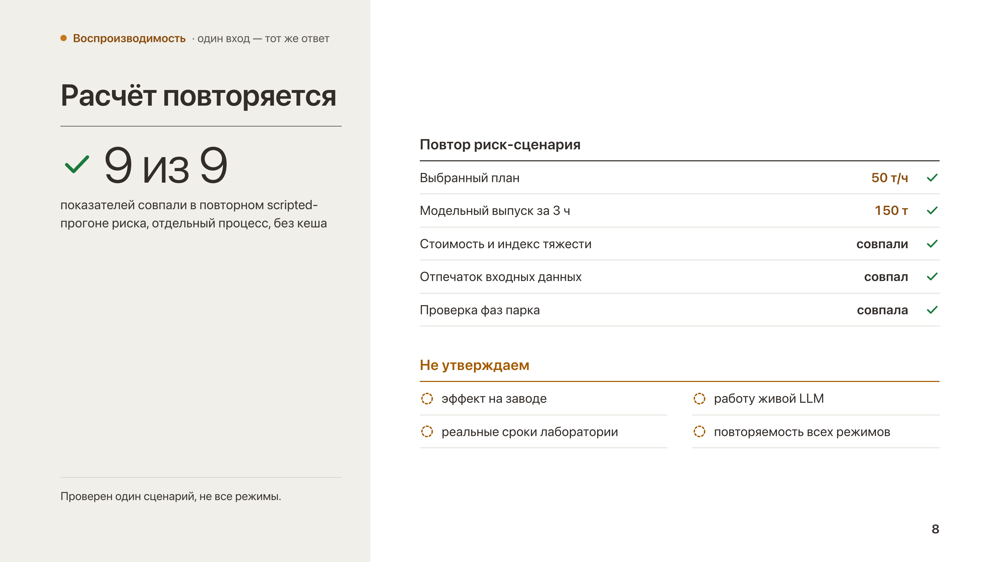 Воспроизводимость · один вход — тот же ответ
Расчёт повторяется
9 из 9
показателей совпали в повторном scripted-
прогоне риска, отдельный процесс, без кеша
Проверен один сценарий, не все режимы.
Повтор риск-сценария
Выбранный план 50 т/ч
Модельный выпуск за 3 ч 150 т
Стоимость и индекс тяжести совпали
Отпечаток входных данных совпал
Проверка фаз парка совпала
Не утверждаем
эффект на заводе
работу живой LLM
реальные сроки лаборатории
повторяемость всех режимов
8